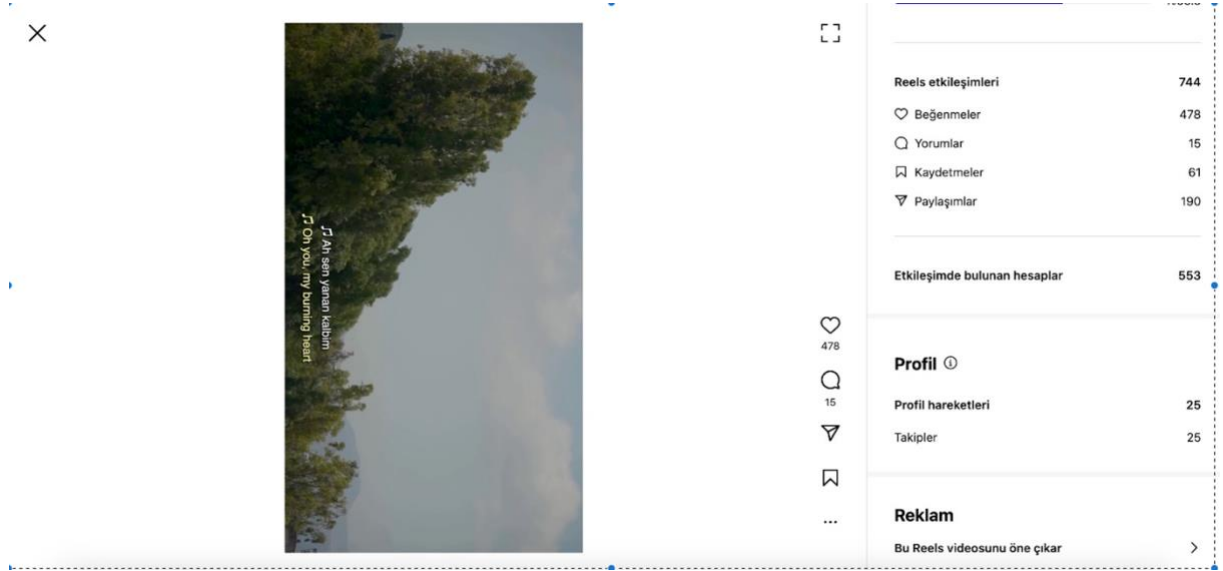 ♫ Ah sen yanan kalbim
♫ Oh you, my burning heart
478
15
Reels etkileşimleri 744
Beğenmeler 478
Yorumlar 15
Kaydetmeler 61
Paylaşımlar 190
Etkileşimde bulunan hesaplar 553
Profil
Profil hareketleri 25
Takipler 25
Reklam
Bu Reels videosunu öne çıkar